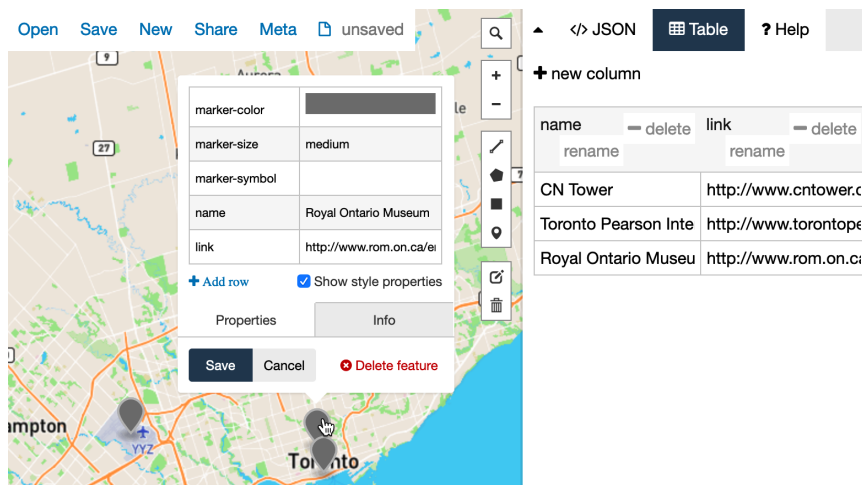 Open Save New Share Meta unsaved
JSON Table ? Help
new column
9
Aurora
27
7
marker-color
marker-size medium
marker-symbol
name Royal Ontario Museum
link http://www.rom.on.ca/e
Add row Show style properties
Properties Info
Save Cancel Delete feature
ampton
YYZ
name delete link delete
rename rename
CN Tower http://www.cntower.c
Toronto Pearson Inte http://www.torontope
Royal Ontario Museu http://www.rom.on.ca